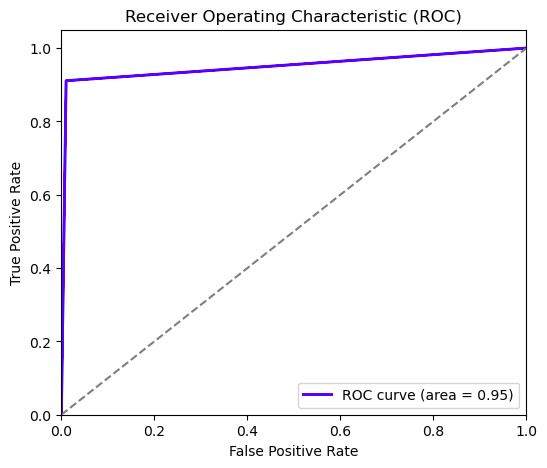 Receiver Operating Characteristic (ROC)
True Positive Rate
1.0
0.8
0.6
0.4
0.2
0.0
ROC curve (area = 0.95)
0.0 0.2 0.4 0.6 0.8 1.0
False Positive Rate